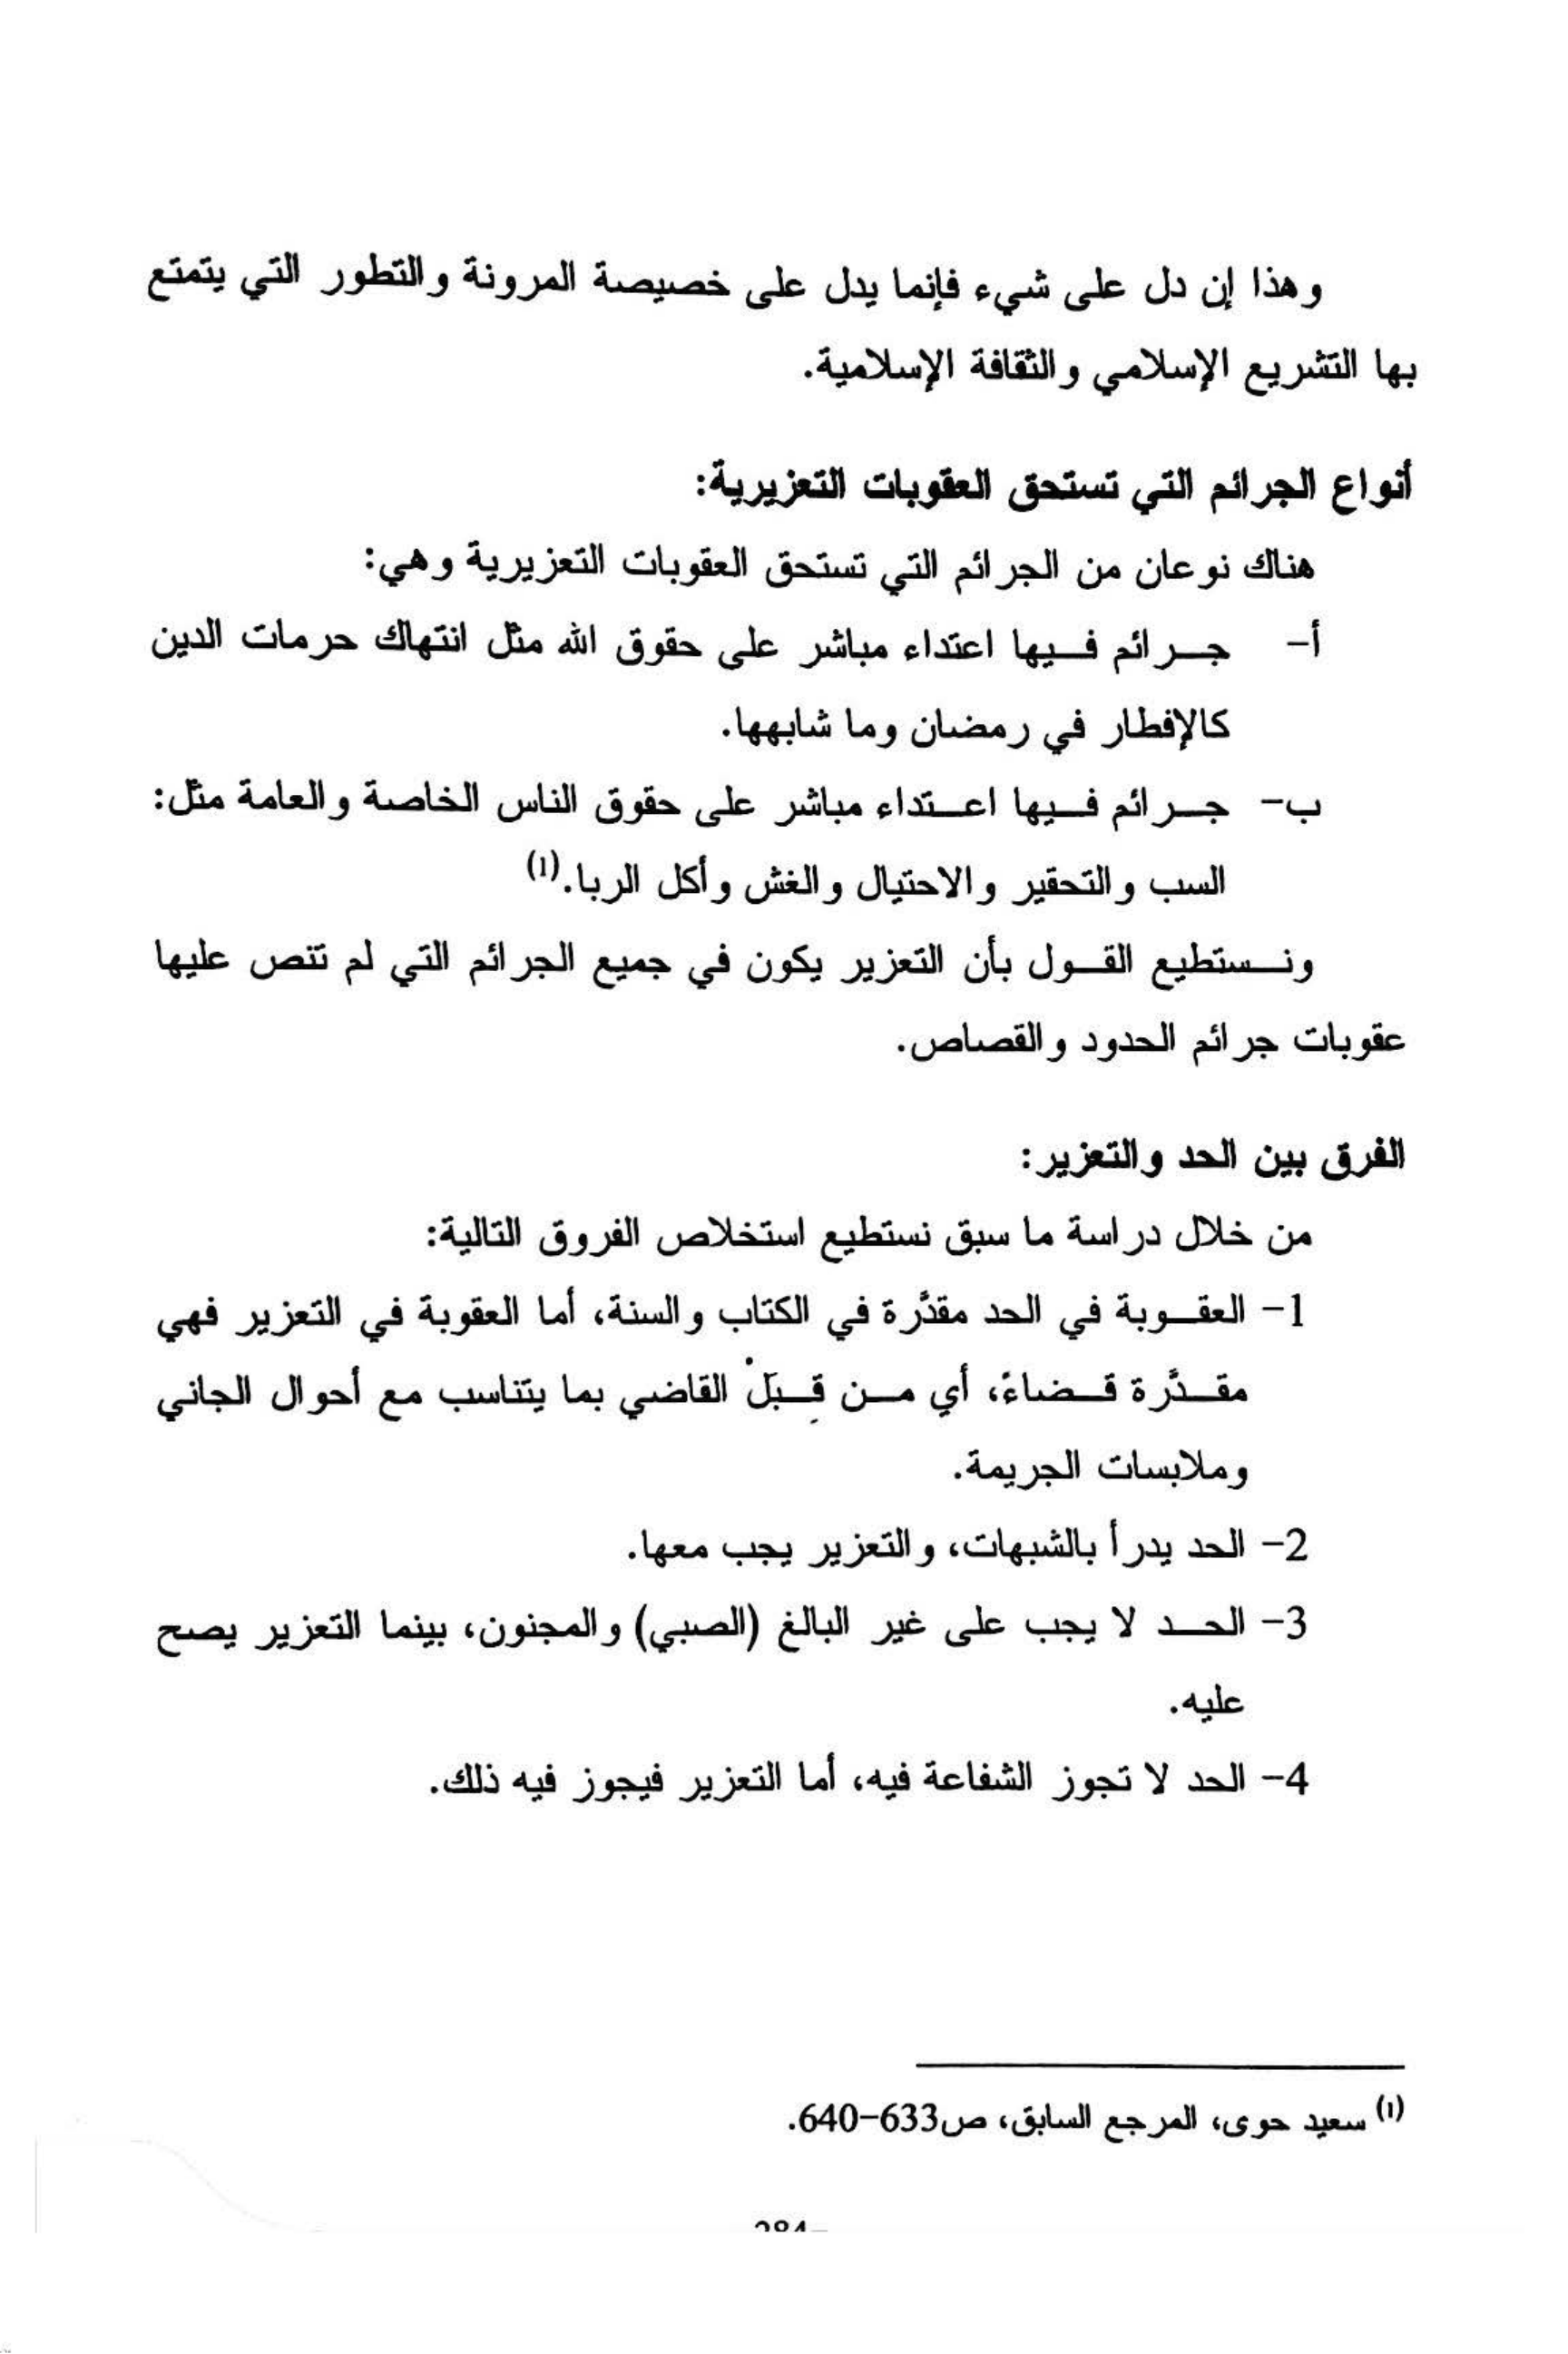 وهذا إن دل على شيء فإنما يدل على خصيصة المرونة والتطور التي يتمتع
بها التشريع الإسلامي والثقافة الإسلامية.
أنواع الجرائم التي تستحق العقوبات التعزيرية:
هناك نوعان من الجرائم التي تستحق العقوبات التعزيرية وهي:
أ- جرائم فيها اعتداء مباشر على حقوق الله مثل انتهاك حرمات الدين
كالإفطار في رمضان وما شابهها.
ب- جرائم فيها اعتداء مباشر على حقوق الناس الخاصة والعامة مثل:
السب والتحقير والاحتيال والغش وأكل الربا.(١)
ونستطيع القول بأن التعزير يكون في جميع الجرائم التي لم تنص عليها
عقوبات جرائم الحدود والقصاص.
الفرق بين الحد والتعزير:
من خلال دراسة ما سبق نستطيع استخلاص الفروق التالية:
1- العقوبة في الحد مقدَّرة في الكتاب والسنة، أما العقوبة في التعزير فهي
مقدَّرة قضاءً، أي من قِبَلْ القاضي بما يتناسب مع أحوال الجاني
وملابسات الجريمة.
2- الحد يدرأ بالشبهات، والتعزير يجب معها.
3- الحد لا يجب على غير البالغ (الصبي) والمجنون، بينما التعزير يصح
عليه.
4- الحد لا تجوز الشفاعة فيه، أما التعزير فيجوز فيه ذلك.
(١) سعيد حوى، المرجع السابق، ص633-640.